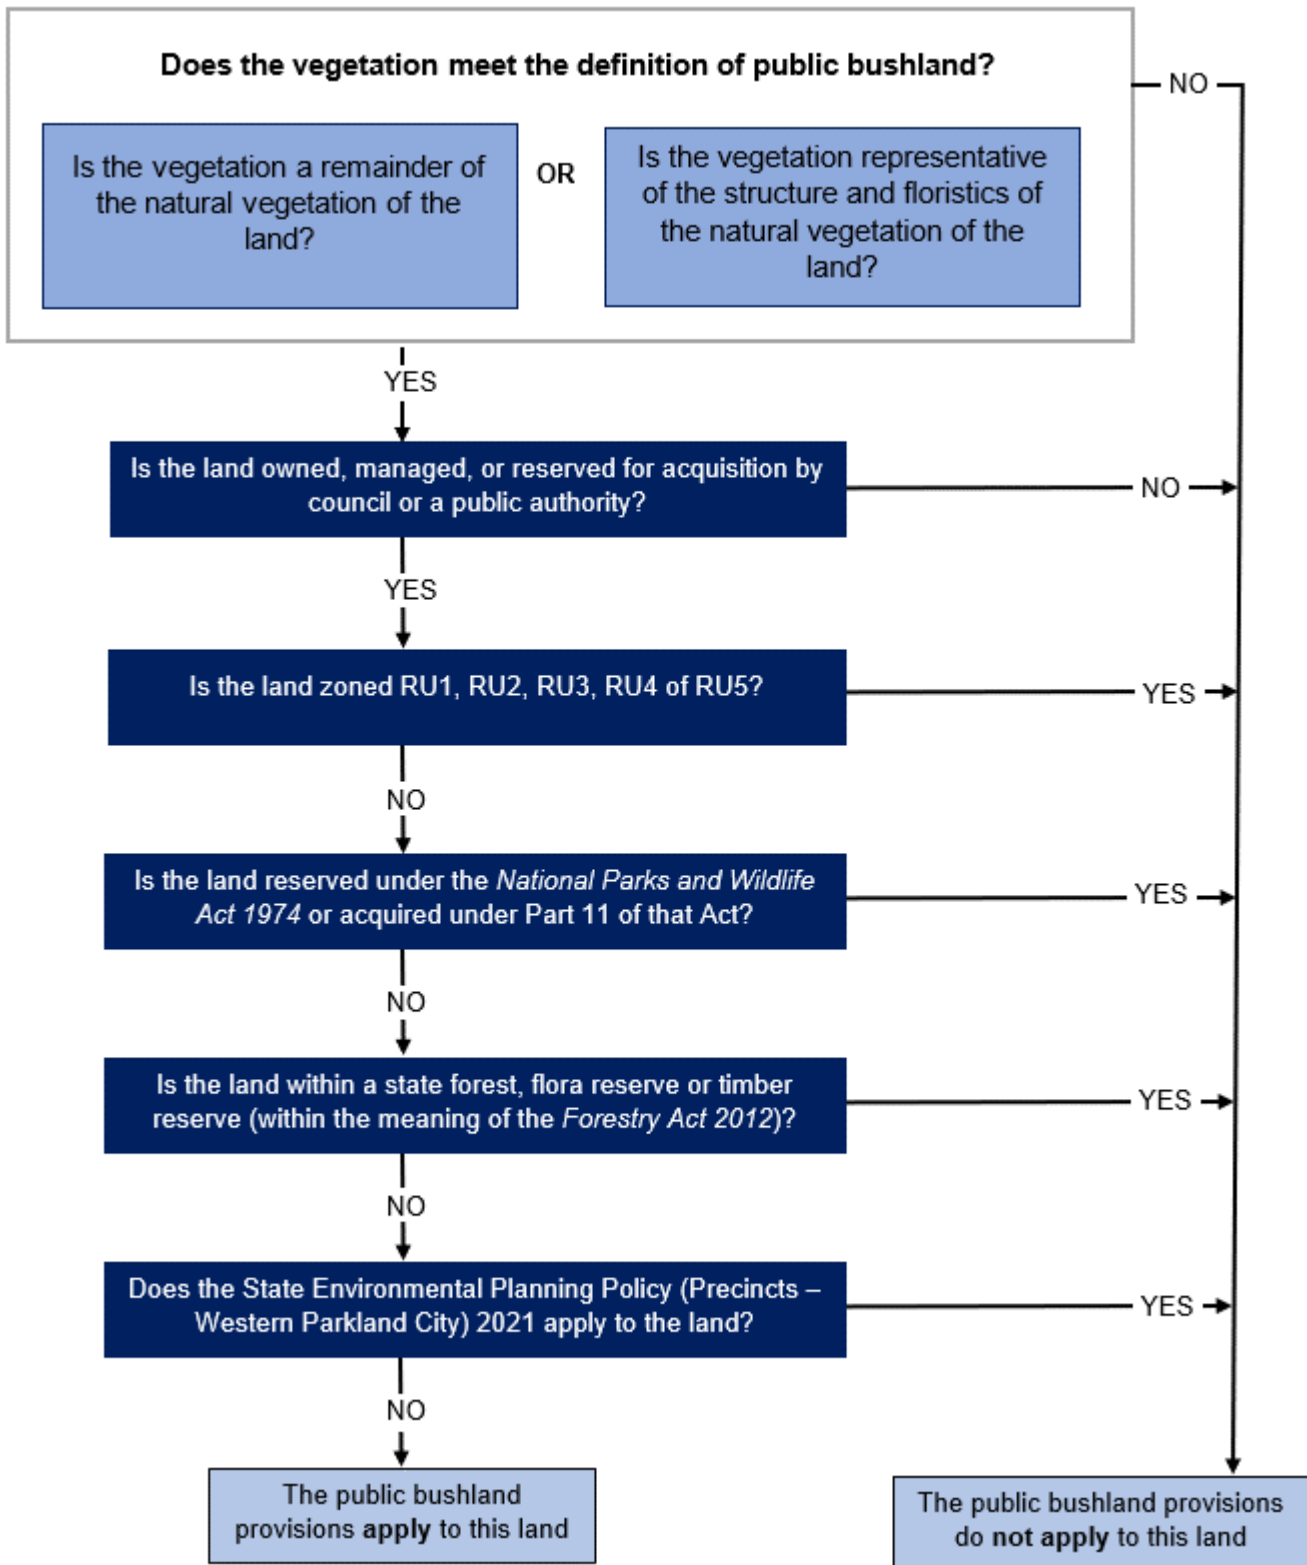 Does the vegetation meet the definition of public bushland?
NO
Is the vegetation a remainder of
the natural vegetation of the
land?
OR
Is the vegetation representative
of the structure and floristics of
the natural vegetation of the
land?
YES
Is the land owned, managed, or reserved for acquisition by
council or a public authority?
NO
YES
Is the land zoned RU1, RU2, RU3, RU4 of RU5?
YES
NO
Is the land reserved under the National Parks and Wildlife
Act 1974 or acquired under Part 11 of that Act?
YES
NO
Is the land within a state forest, flora reserve or timber
reserve (within the meaning of the Forestry Act 2012)?
YES
NO
Does the State Environmental Planning Policy (Precincts –
Western Parkland City) 2021 apply to the land?
YES
NO
The public bushland
provisions apply to this land
The public bushland provisions
do not apply to this land